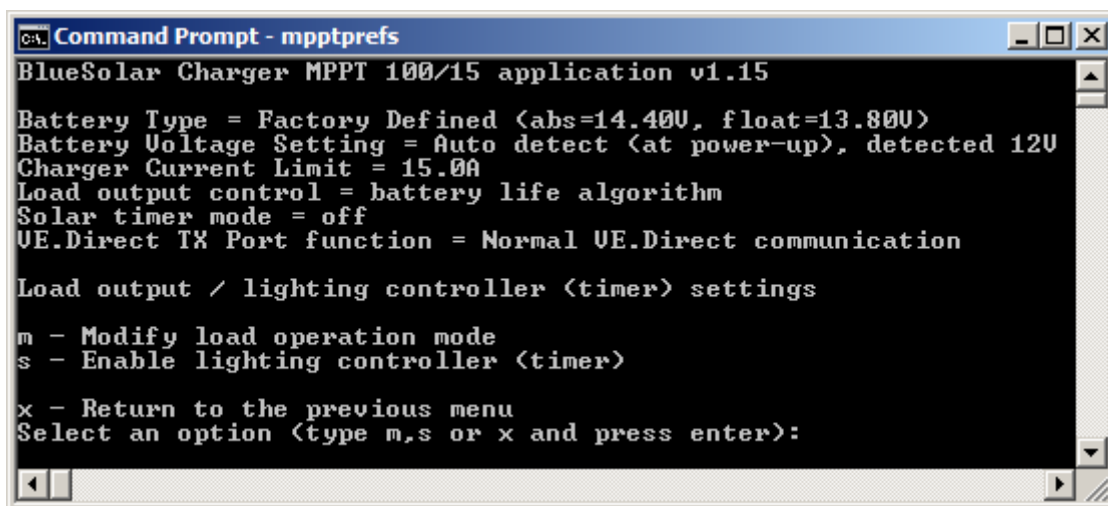 Command Prompt - mpptprefs
BlueSolar Charger MPPT 100/15 application v1.15
Battery Type = Factory Defined (abs=14.40V, float=13.80V)
Battery Voltage Setting = Auto detect (at power-up), detected 12V
Charger Current Limit = 15.0A
Load output control = battery life algorithm
Solar timer mode = off
VE.Direct TX Port function = Normal VE.Direct communication
Load output / lighting controller (timer) settings
m - Modify load operation mode
s - Enable lighting controller (timer)
x - Return to the previous menu
Select an option (type m,s or x and press enter):